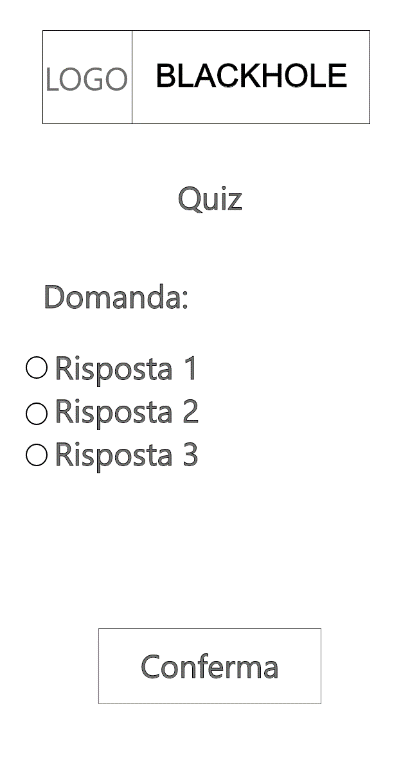 LOGO BLACKHOLE
Quiz
Domanda:
Risposta 1
Risposta 2
Risposta 3
Conferma